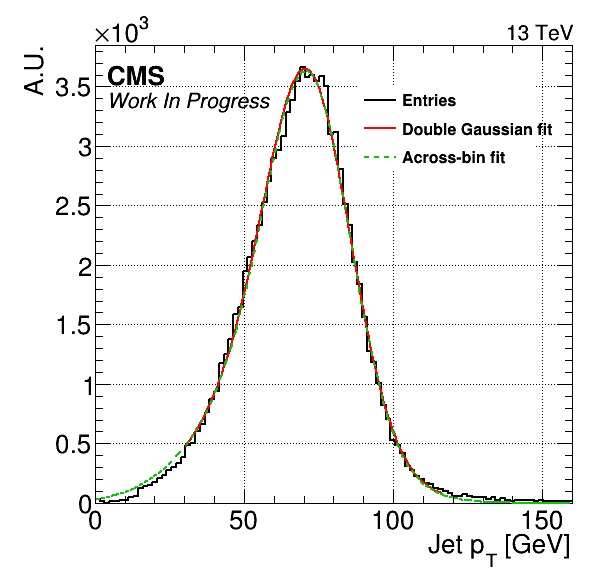 ×10³
13 TeV
A.U.
CMS
Work In Progress
Entries
Double Gaussian fit
Across-bin fit
3.5
3
2.5
2
1.5
1
0.5
0
0 50 100 150
Jet p_T [GeV]